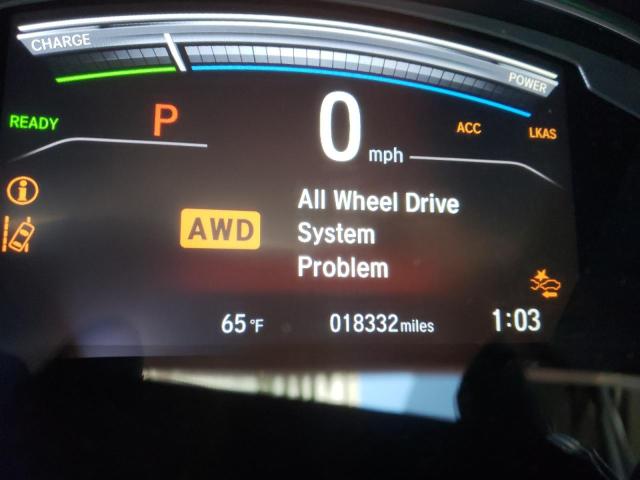 CHARGE
POWER
READY
P
0 mph
ACC
LKAS
AWD
All Wheel Drive
System
Problem
65 °F
018332 miles
1:03